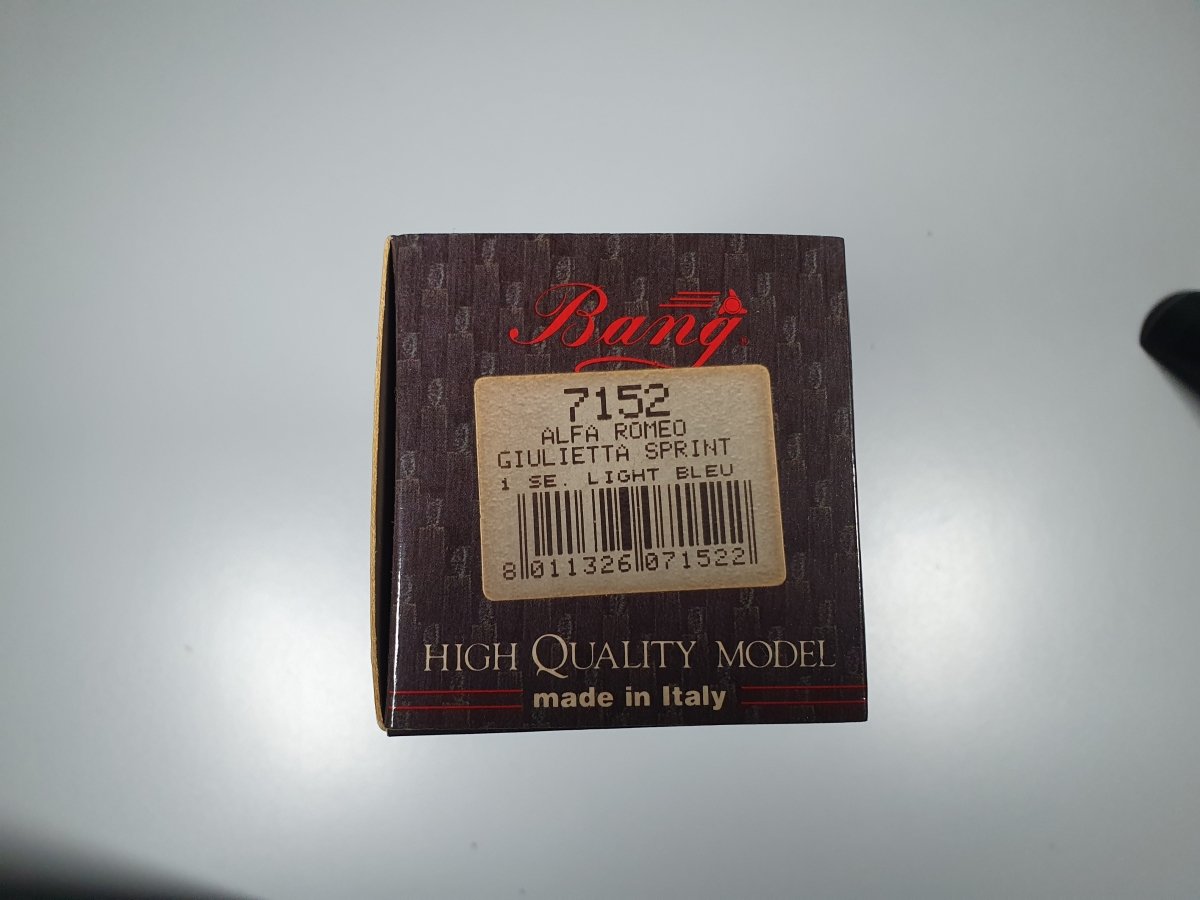 Bang
7152
ALFA ROMEO
GIULIETTA SPRINT
1 SE. LIGHT BLEU
8 011326 071522
HIGH QUALITY MODEL
made in Italy